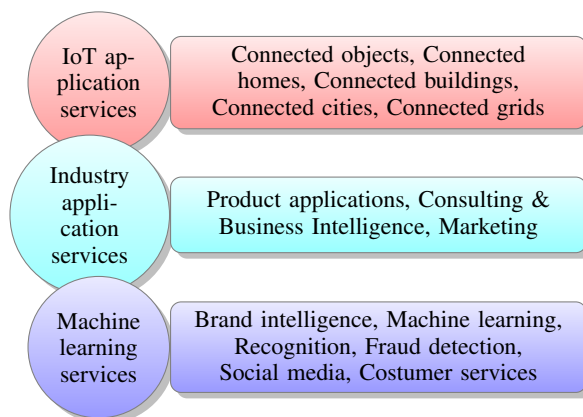 IoT ap-
plication
services
Connected objects, Connected
homes, Connected buildings,
Connected cities, Connected grids
Industry
appli-
cation
services
Product applications, Consulting &
Business Intelligence, Marketing
Machine
learning
services
Brand intelligence, Machine learning,
Recognition, Fraud detection,
Social media, Costumer services